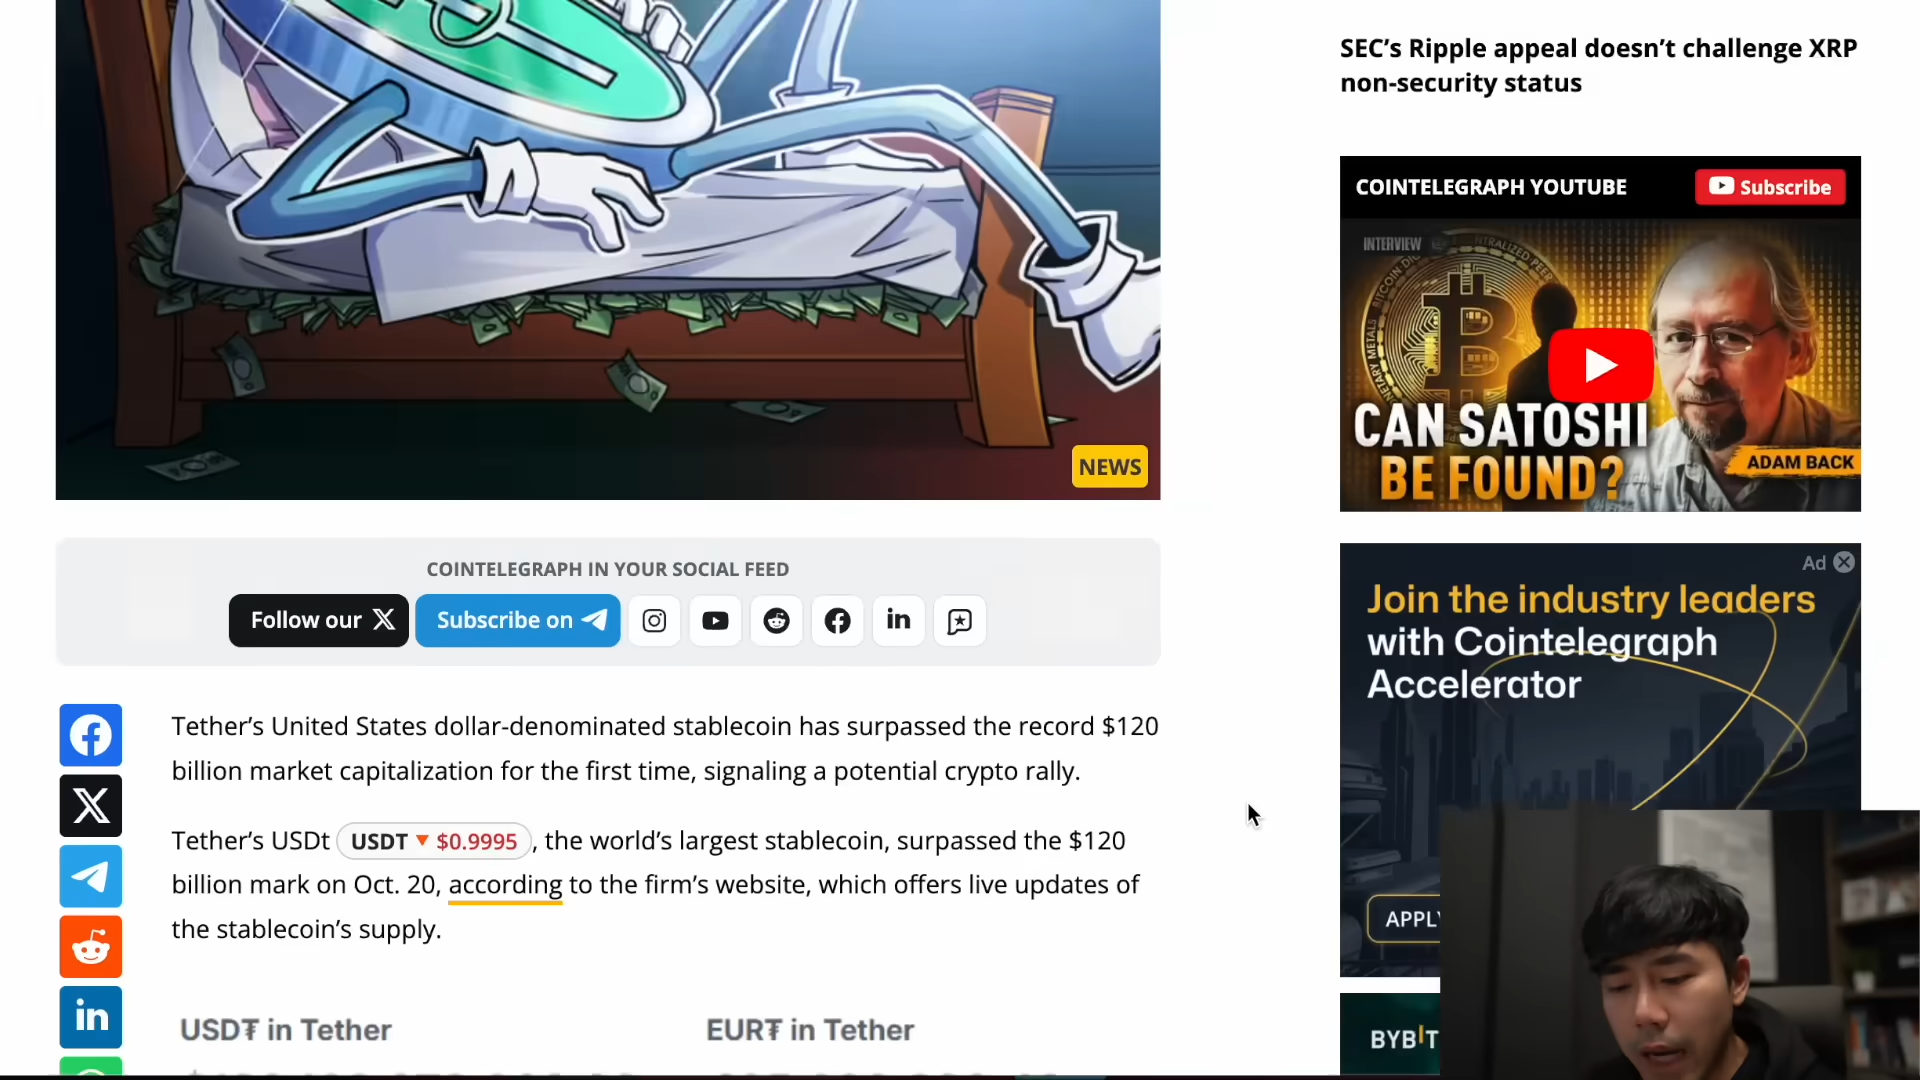 SEC’s Ripple appeal doesn’t challenge XRP
non-security status
COINTELEGRAPH YOUTUBE
Subscribe
INTERVIEW
CAN SATOSHI
BE FOUND?
ADAM BACK
NEWS
COINTELEGRAPH IN YOUR SOCIAL FEED
Follow our X
Subscribe on
Ad
Join the industry leaders
with Cointelegraph
Accelerator
APPLY
BYBIT
Tether’s United States dollar-denominated stablecoin has surpassed the record $120
billion market capitalization for the first time, signaling a potential crypto rally.
Tether’s USDt USDT ▼ $0.9995 , the world’s largest stablecoin, surpassed the $120
billion mark on Oct. 20, according to the firm’s website, which offers live updates of
the stablecoin’s supply.
USD₮ in Tether
EUR₮ in Tether